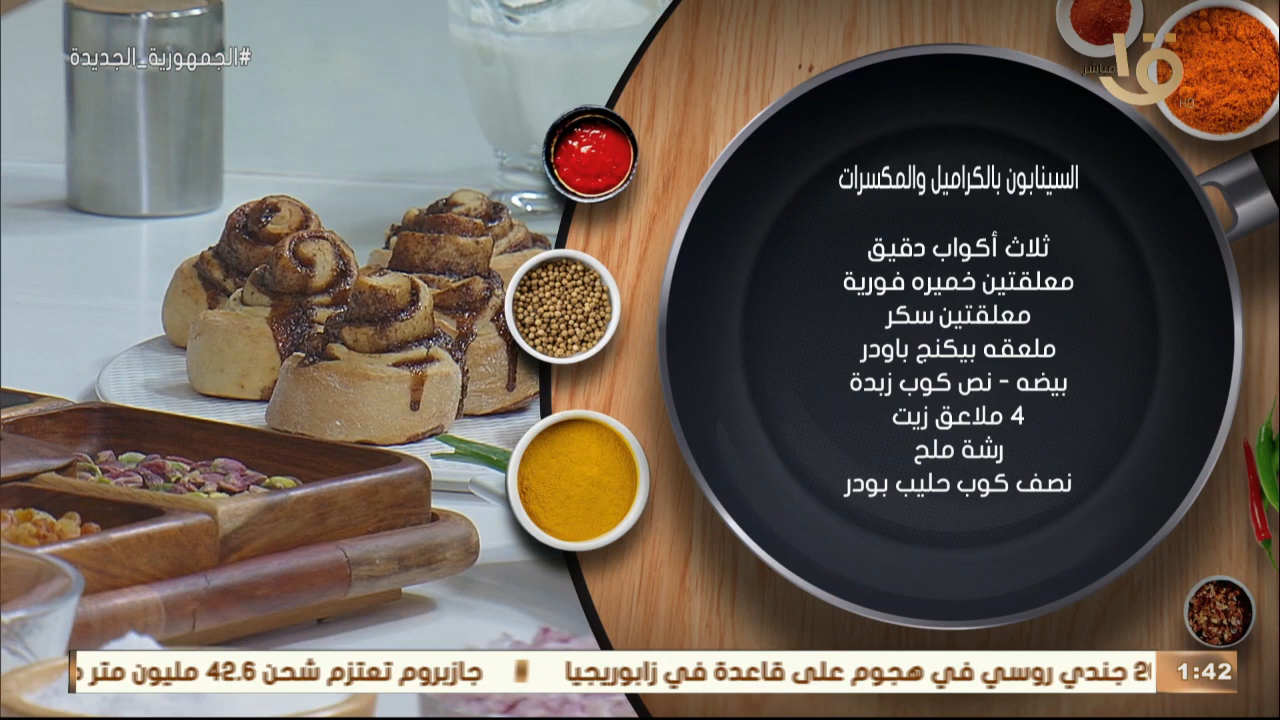 #الجمهورية_الجديدة
مباشر
HD
السينابون بالكراميل والمكسرات
ثلاث أكواب دقيق
معلقتين خميره فورية
معلقتين سكر
ملعقه بيكنج باودر
بيضه - نص كوب زبدة
4 ملاعق زيت
رشة ملح
نصف كوب حليب بودر
جندي روسي في هجوم على قاعدة في زابوريجيا
جازبروم تعتزم شحن 42.6 مليون متر
1:42